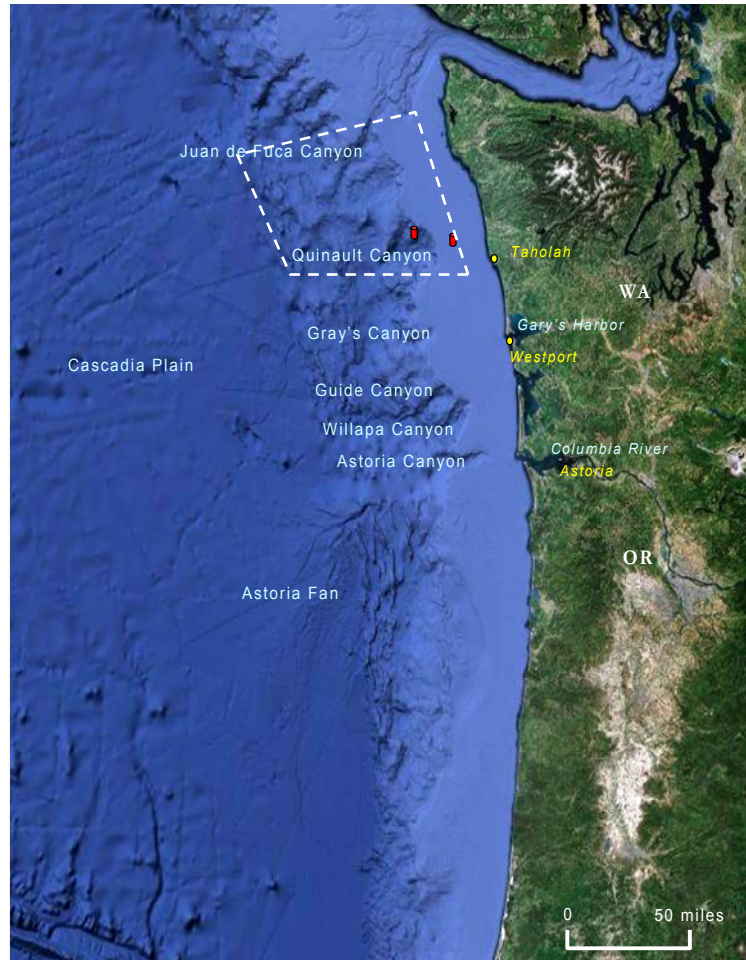 Juan de Fuca Canyon
Quinault Canyon
Taholah
WA
Gary's Harbor
Gray's Canyon
Westport
Cascadia Plain
Guide Canyon
Willapa Canyon
Columbia River
Astoria Canyon
Astoria
OR
Astoria Fan
0 50 miles